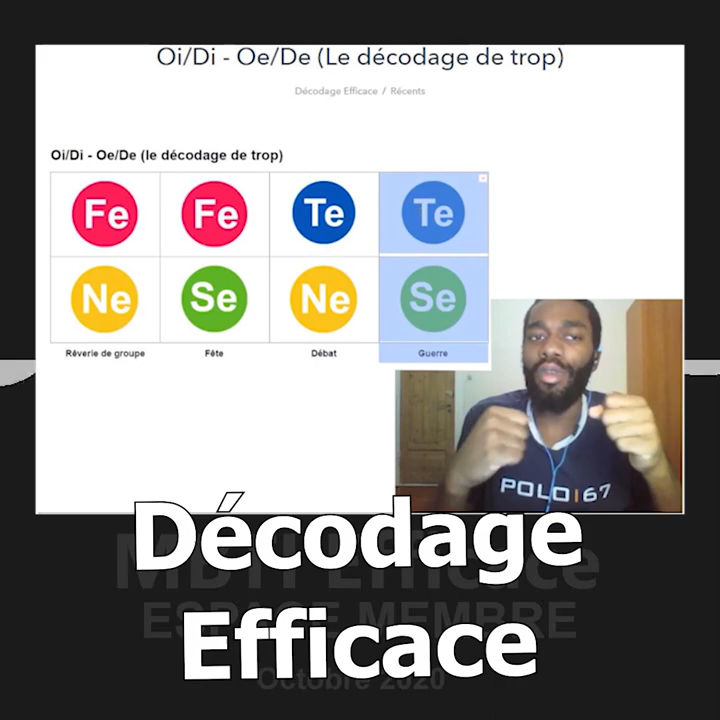 Oi/Di - Oe/De (Le décodage de trop)
Décodage Efficace / Récents
Oi/Di - Oe/De (le décodage de trop)
Fe Fe Te Te
Ne Se Ne Se
Rêverie de groupe Fête Débat Guerre
POLO|67
Décodage
MBTI Efficace
ESPACE MEMBRE
Efficace
Octobre 2020